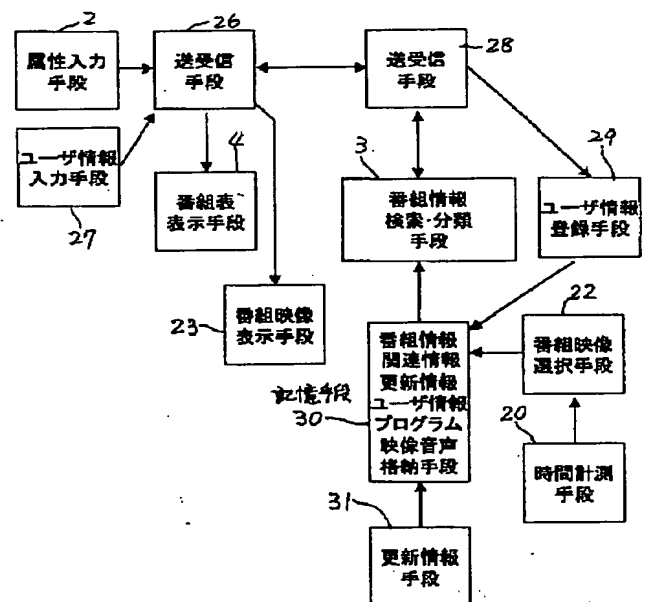 2
属性入力
手段
26
送受信
手段
送受信
手段
28
ユーザ情報
入力手段
27
4
番組表
表示手段
3
番組情報
検索・分類
手段
29
ユーザ情報
登録手段
23
番組映像
表示手段
22
番組映像
選択手段
記憶手段
30
番組情報
関連情報
更新情報
ユーザ情報
プログラム
映像音声
格納手段
20
時間計測
手段
31
更新情報
手段